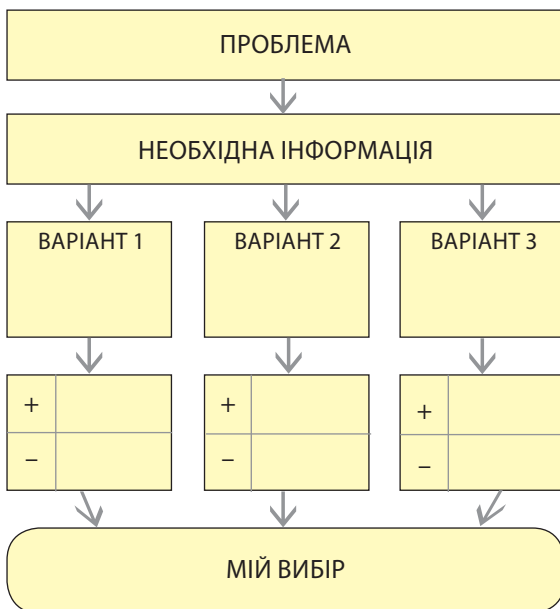 ПРОБЛЕМА
НЕОБХІДНА ІНФОРМАЦІЯ
ВАРІАНТ 1
ВАРІАНТ 2
ВАРІАНТ 3
+
+
+
–
–
–
МІЙ ВИБІР